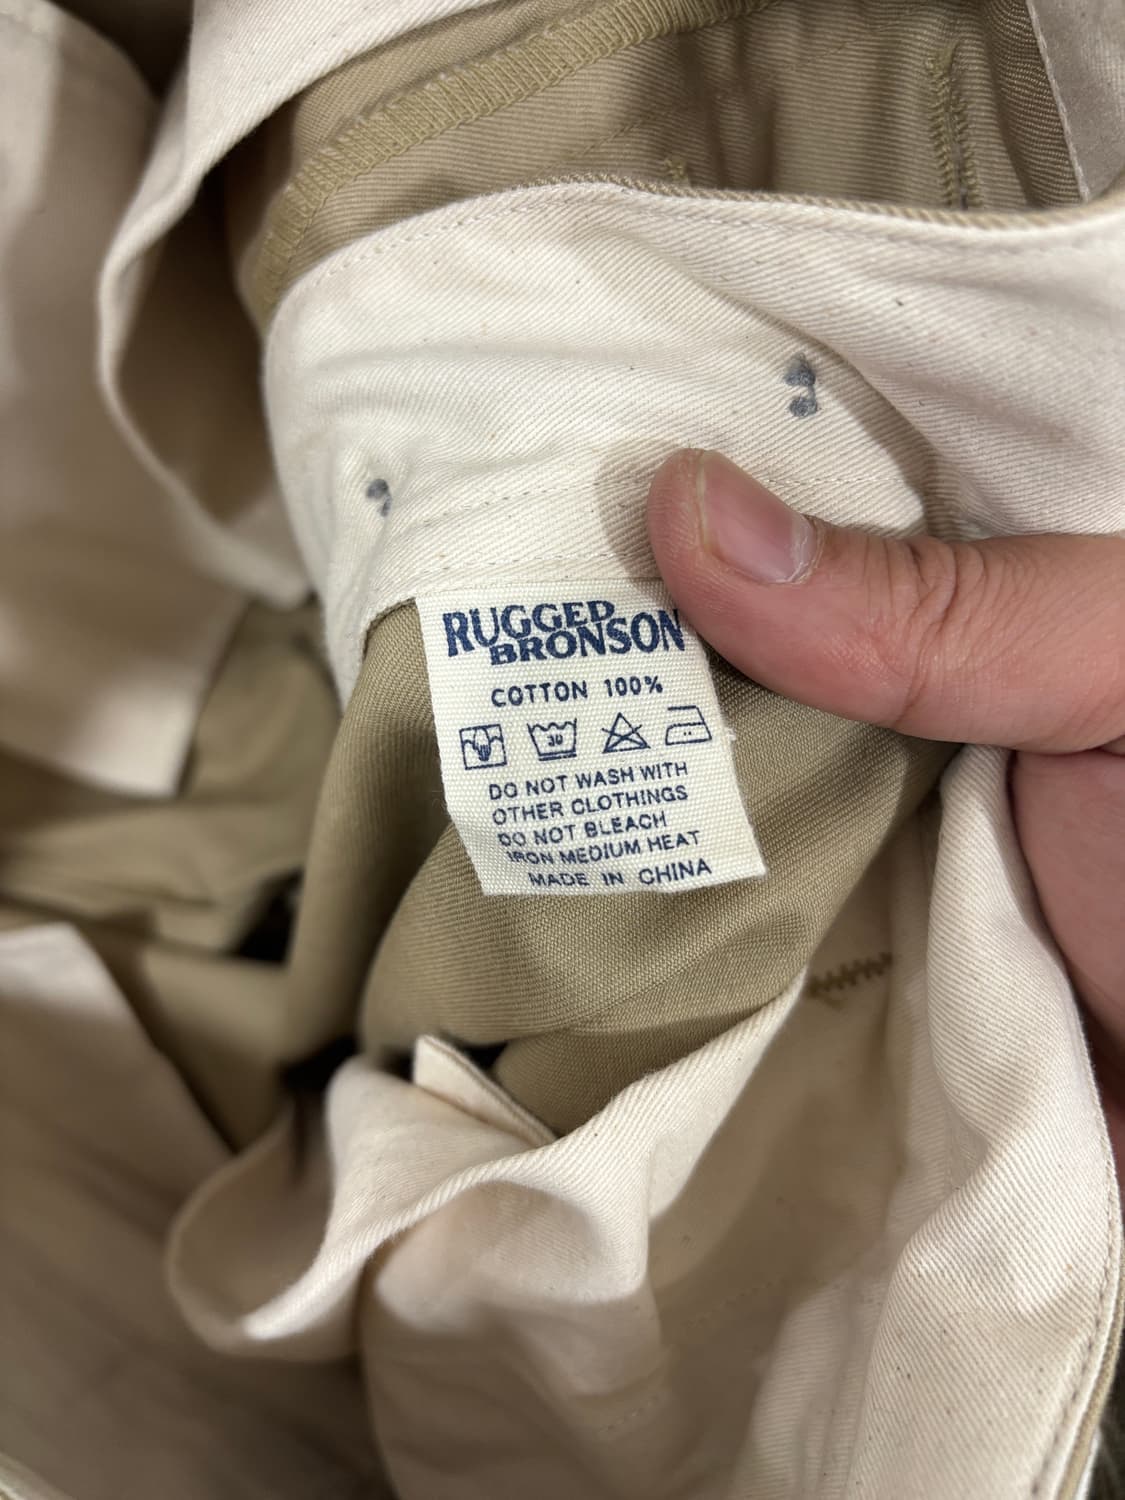 RUGGED
BRONSON
COTTON 100%
30
DO NOT WASH WITH
OTHER CLOTHINGS
DO NOT BLEACH
IRON MEDIUM HEAT
MADE IN CHINA